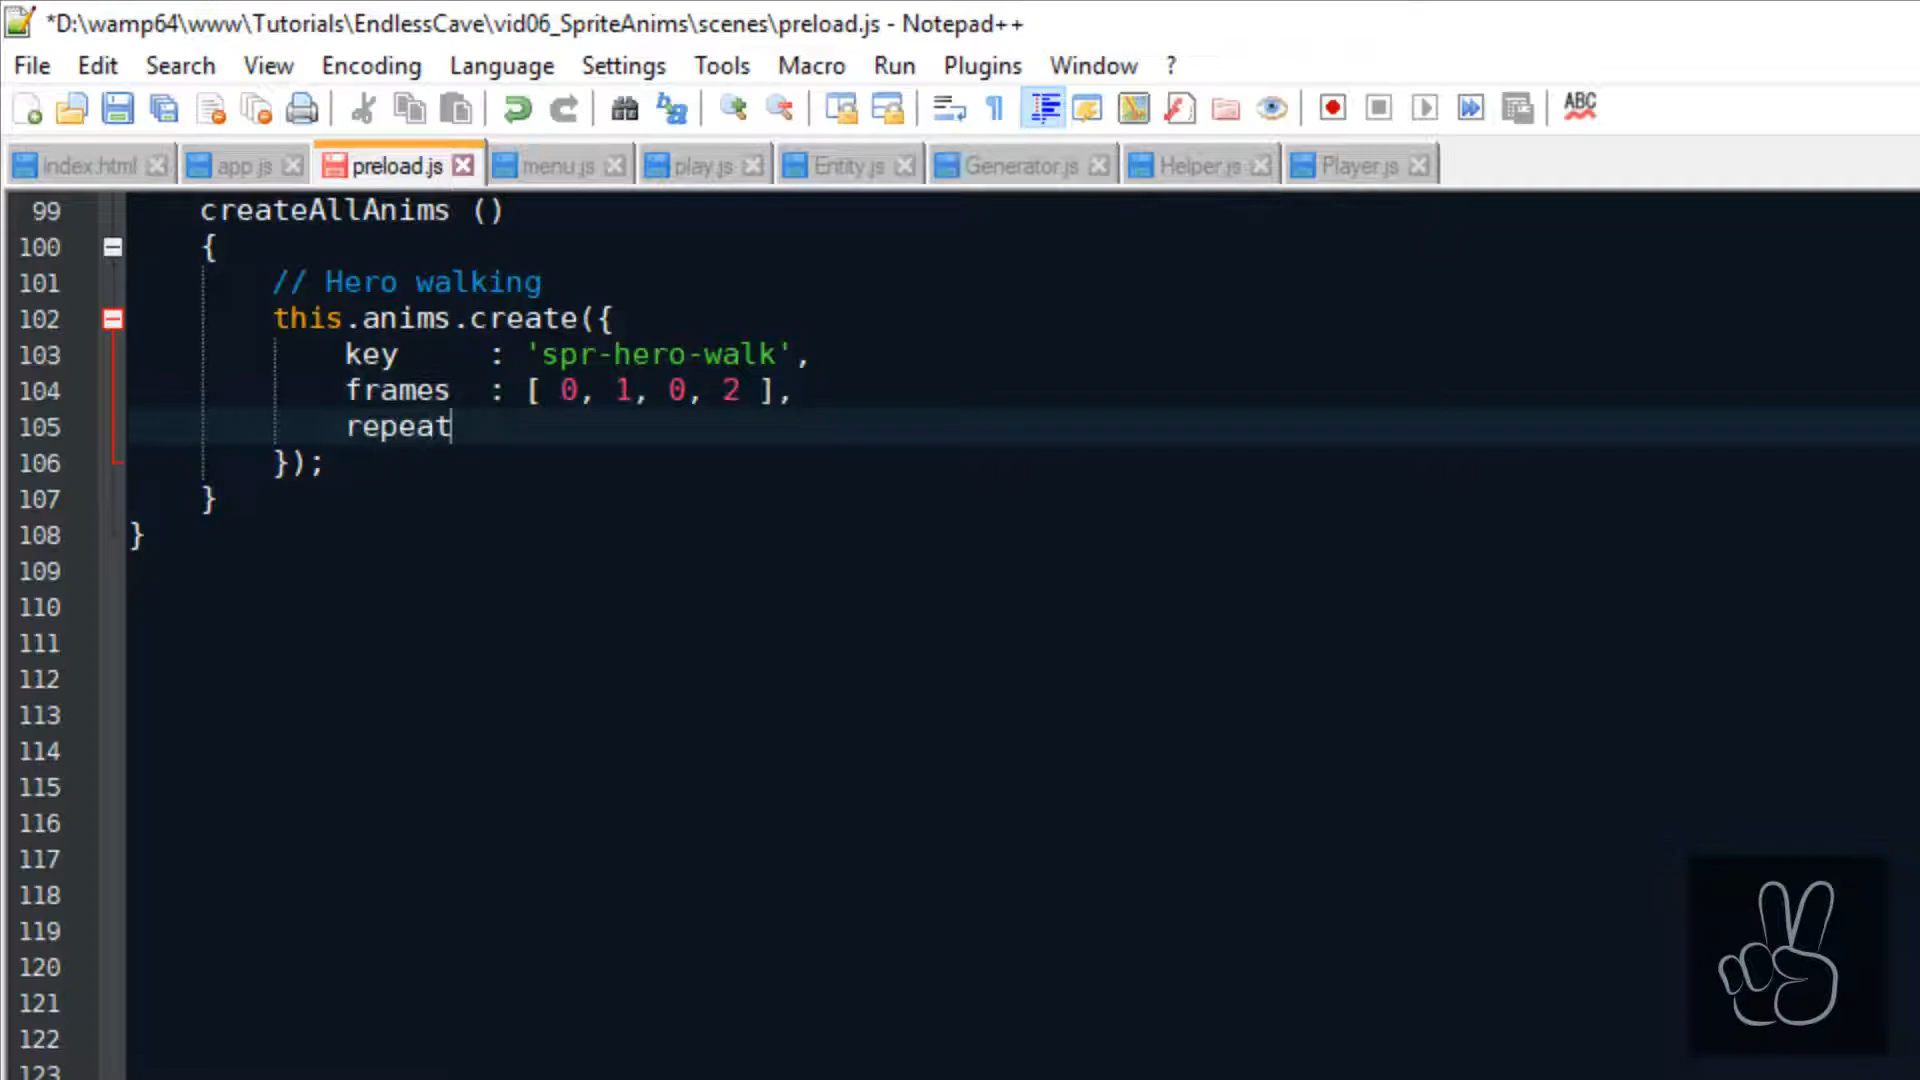 *D:\wamp64\www\Tutorials\EndlessCave\vid06_SpriteAnims\scenes\preload.js - Notepad++
File Edit Search View Encoding Language Settings Tools Macro Run Plugins Window ?
ABC
index.html app.js preload.js menu.js play.js Entity.js Generator.js Helper.js Player.js
99 createAllAnims ()
100 {
101 // Hero walking
102 this.anims.create({
103 key : 'spr-hero-walk',
104 frames : [ 0, 1, 0, 2 ],
105 repeat
106 });
107 }
108 }
109
110
111
112
113
114
115
116
117
118
119
120
121
122
123